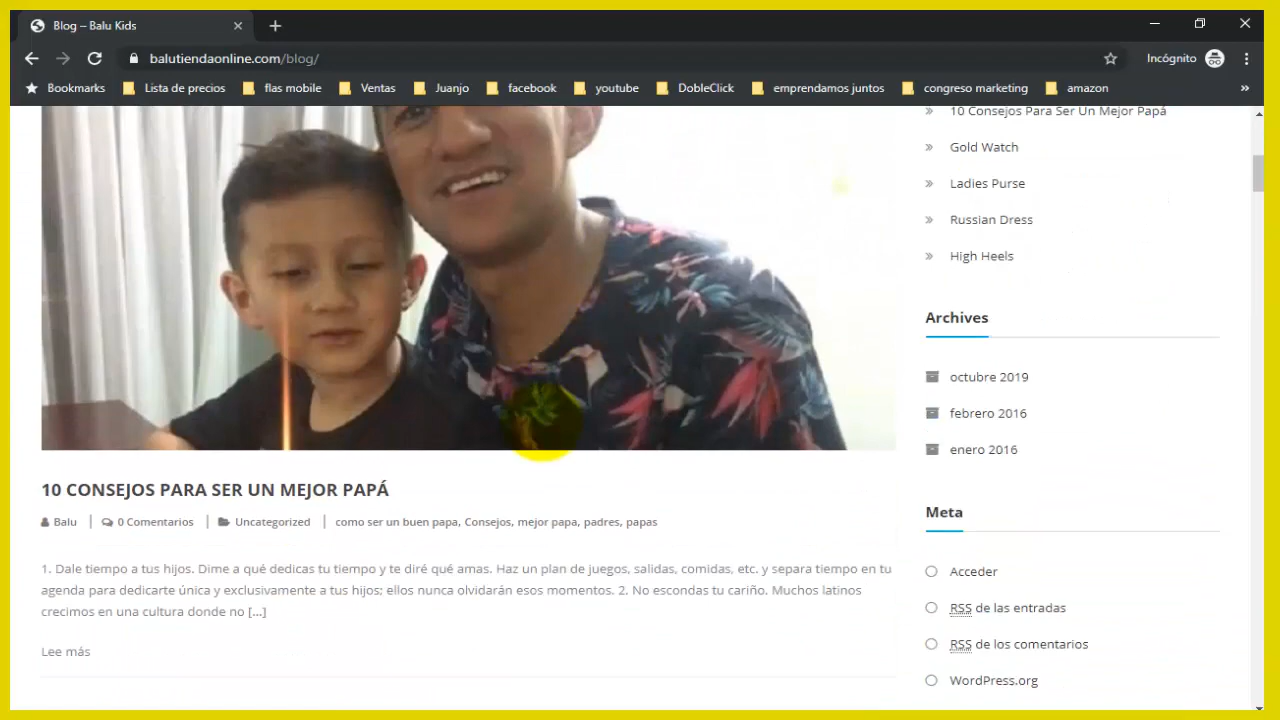 Blog – Balu Kids
balutiendaonline.com/blog/
Incógnito
Bookmarks Lista de precios flas mobile Ventas Juanjo facebook youtube DobleClick emprendamos juntos congreso marketing amazon »
10 Consejos Para Ser Un Mejor Papá
Gold Watch
Ladies Purse
Russian Dress
High Heels
Archives
octubre 2019
febrero 2016
enero 2016
10 CONSEJOS PARA SER UN MEJOR PAPÁ
Balu | 0 Comentarios | Uncategorized | como ser un buen papa, Consejos, mejor papa, padres, papas
1. Dale tiempo a tus hijos. Dime a qué dedicas tu tiempo y te diré qué amas. Haz un plan de juegos, salidas, comidas, etc. y separa tiempo en tu
agenda para dedicarte única y exclusivamente a tus hijos; ellos nunca olvidarán esos momentos. 2. No escondas tu cariño. Muchos latinos
crecimos en una cultura donde no [...]
Lee más
Meta
Acceder
RSS de las entradas
RSS de los comentarios
WordPress.org